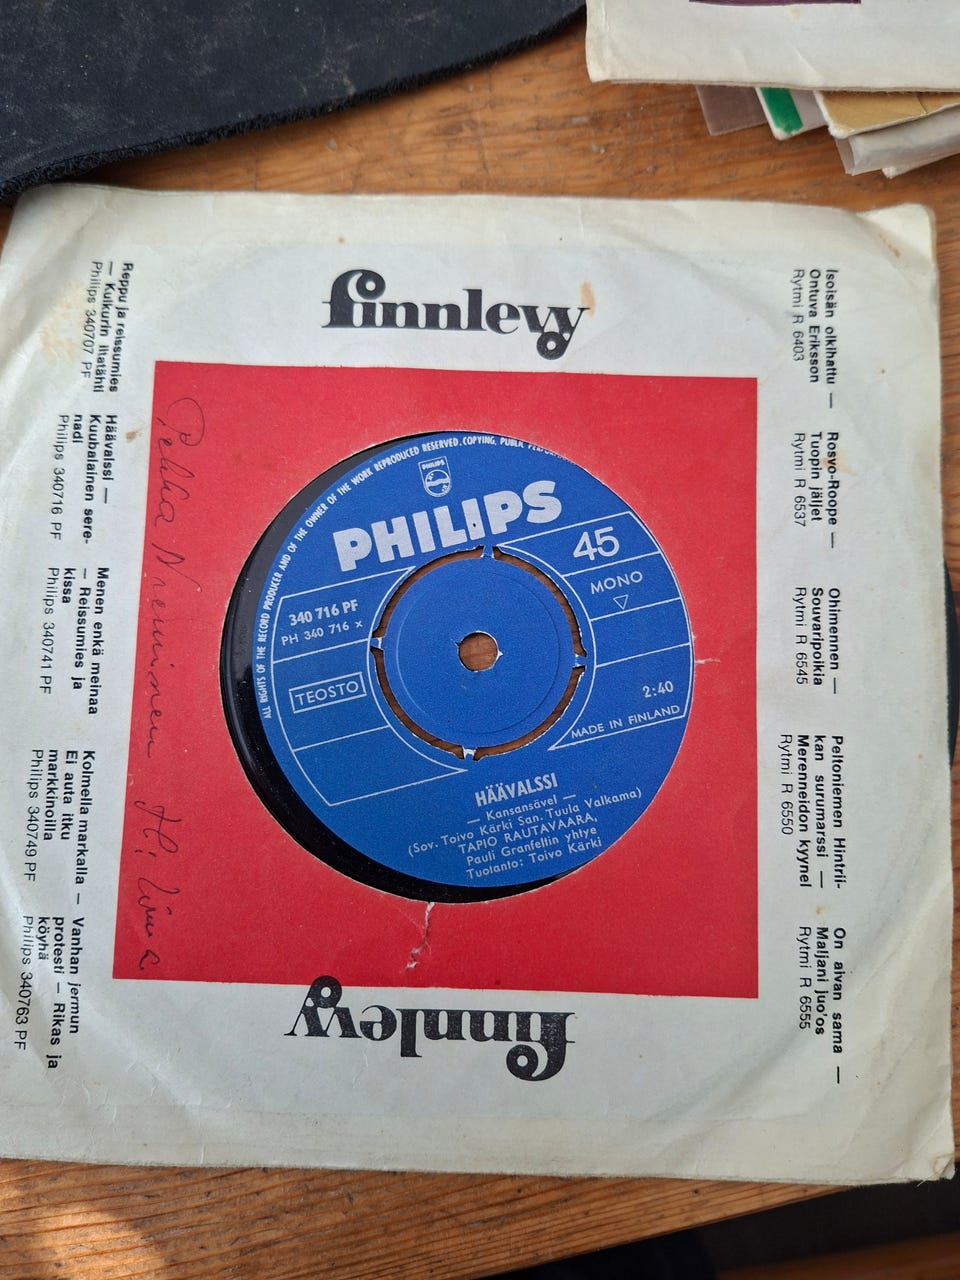 finnlevy
Reppu ja reissumies
— Kulkurin iltatähti
Philips 340707 PF
Häävalssi —
Kuubalainen sere-
nadi
Philips 340716 PF
Menen enkä meinaa
— Reissumies ja
kissa
Philips 340741 PF
Kolmella markalla —
Ei auta itku
markkinoilla
Philips 340749 PF
Vanhan jermun
protesti — Rikas ja
köyhä
Philips 340763 PF
Pekka Nieminen
ALL RIGHTS OF THE RECORD PRODUCER AND OF THE OWNER OF THE WORK REPRODUCED RESERVED. COPYING, PUBLIC
PHILIPS
PHILIPS
45
MONO
340 716 PF
PH 340 716 x
TEOSTO
2:40
MADE IN FINLAND
HÄÄVALSSI
— Kansansävel —
(Sov. Toivo Kärki San. Tuula Valkama)
TAPIO RAUTAVAARA,
Pauli Granfeltin yhtye
Tuotanto: Toivo Kärki
Isoisän olkihattu —
Ontuva Eriksson
Rytmi R 6403
Rosvo-Roope —
Tuopin jäljet
Rytmi R 6537
Ohimennen —
Souvaripoikia
Rytmi R 6545
Peltoniemen Hintrii-
kan surumarssi —
Merenneidon kyynel
Rytmi R 6550
On aivan sama —
Maljani juo'os
Rytmi R 6555
finnlevy